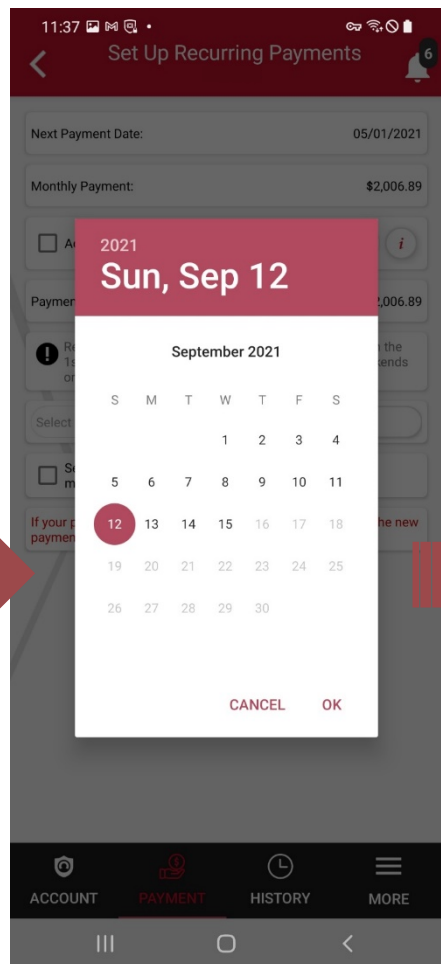 11:37
Set Up Recurring Payments
6
Next Payment Date: 05/01/2021
Monthly Payment: $2,006.89
i
2021
Sun, Sep 12
,006.89
the
Select
September 2021
S M T W T F S
1 2 3 4
5 6 7 8 9 10 11
12 13 14 15 16 17 18
19 20 21 22 23 24 25
26 27 28 29 30
If your he new
CANCEL OK
ACCOUNT PAYMENT HISTORY MORE